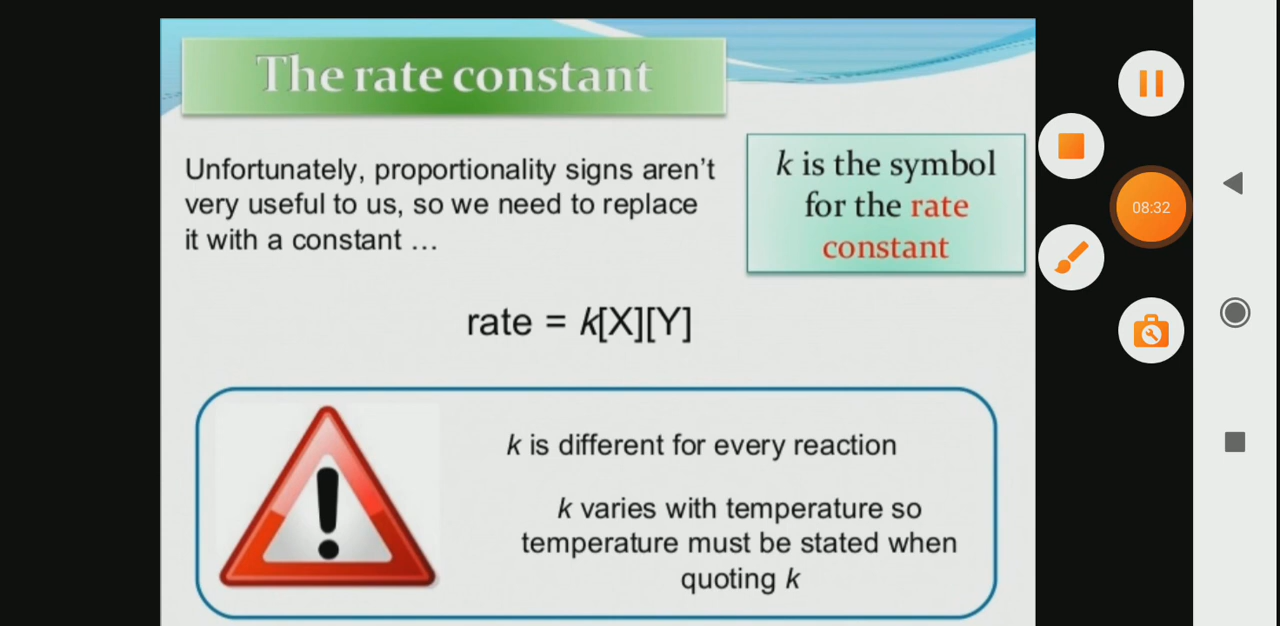 The rate constant
Unfortunately, proportionality signs aren't
very useful to us, so we need to replace
it with a constant …
k is the symbol
for the rate
constant
rate = k[X][Y]
k is different for every reaction
k varies with temperature so
temperature must be stated when
quoting k
08:32